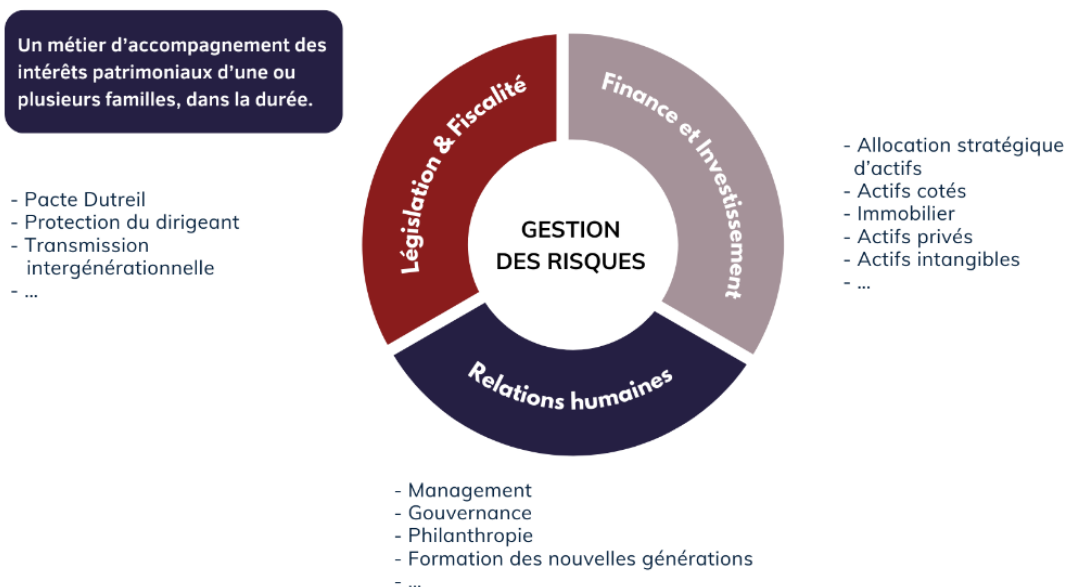 Un métier d'accompagnement des
intérêts patrimoniaux d'une ou
plusieurs familles, dans la durée.
Législation & Fiscalité
Finance et Investissement
GESTION
DES RISQUES
Relations humaines
- Pacte Dutreil
- Protection du dirigeant
- Transmission
intergénérationnelle
- ...
- Allocation stratégique
d'actifs
- Actifs cotés
- Immobilier
- Actifs privés
- Actifs intangibles
- ...
- Management
- Gouvernance
- Philanthropie
- Formation des nouvelles générations
- ...